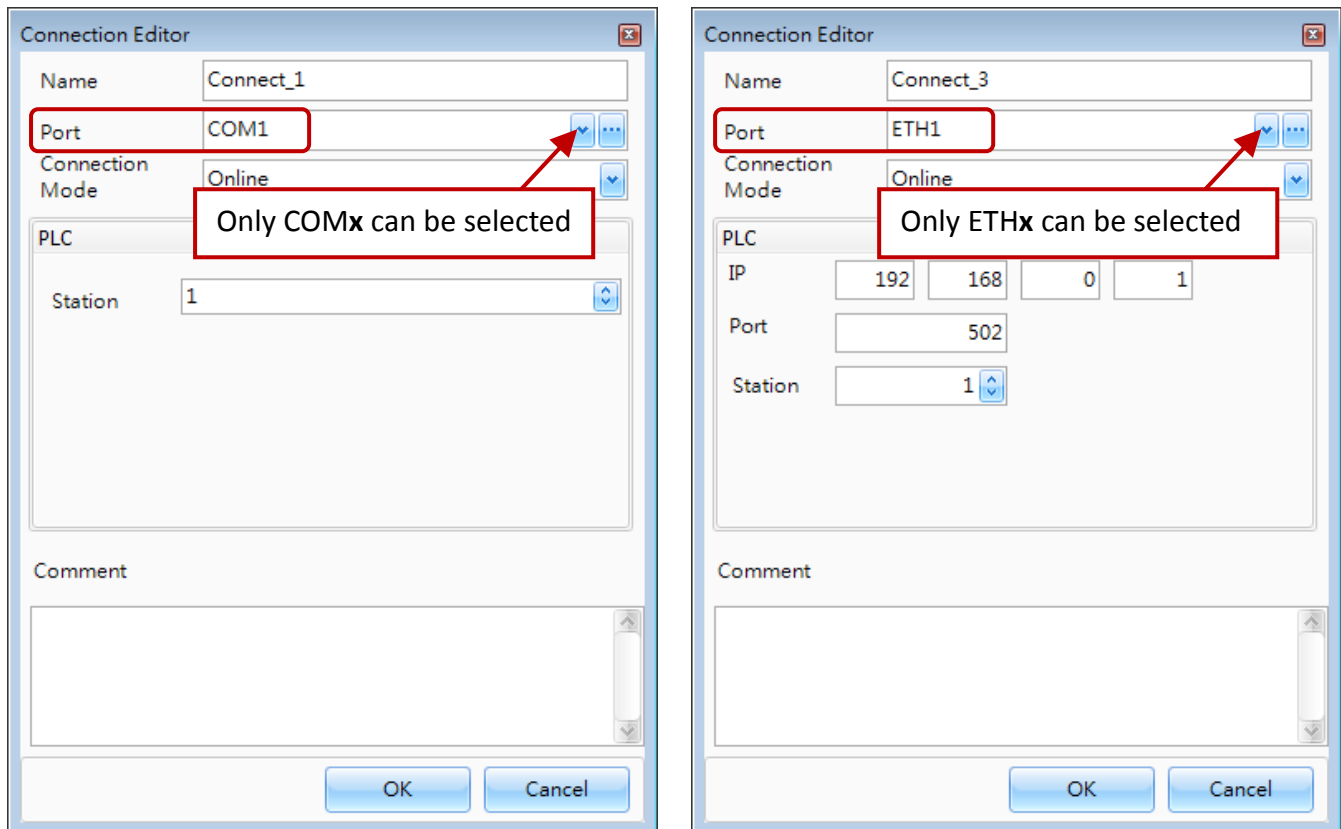 Connection Editor
Name
Connect_1
Port
COM1
Connection
Mode
Online
Only COMx can be selected
PLC
Station
1
Comment
OK
Cancel
Connection Editor
Name
Connect_3
Port
ETH1
Connection
Mode
Online
Only ETHx can be selected
PLC
IP
192 168 0 1
Port
502
Station
1
Comment
OK
Cancel